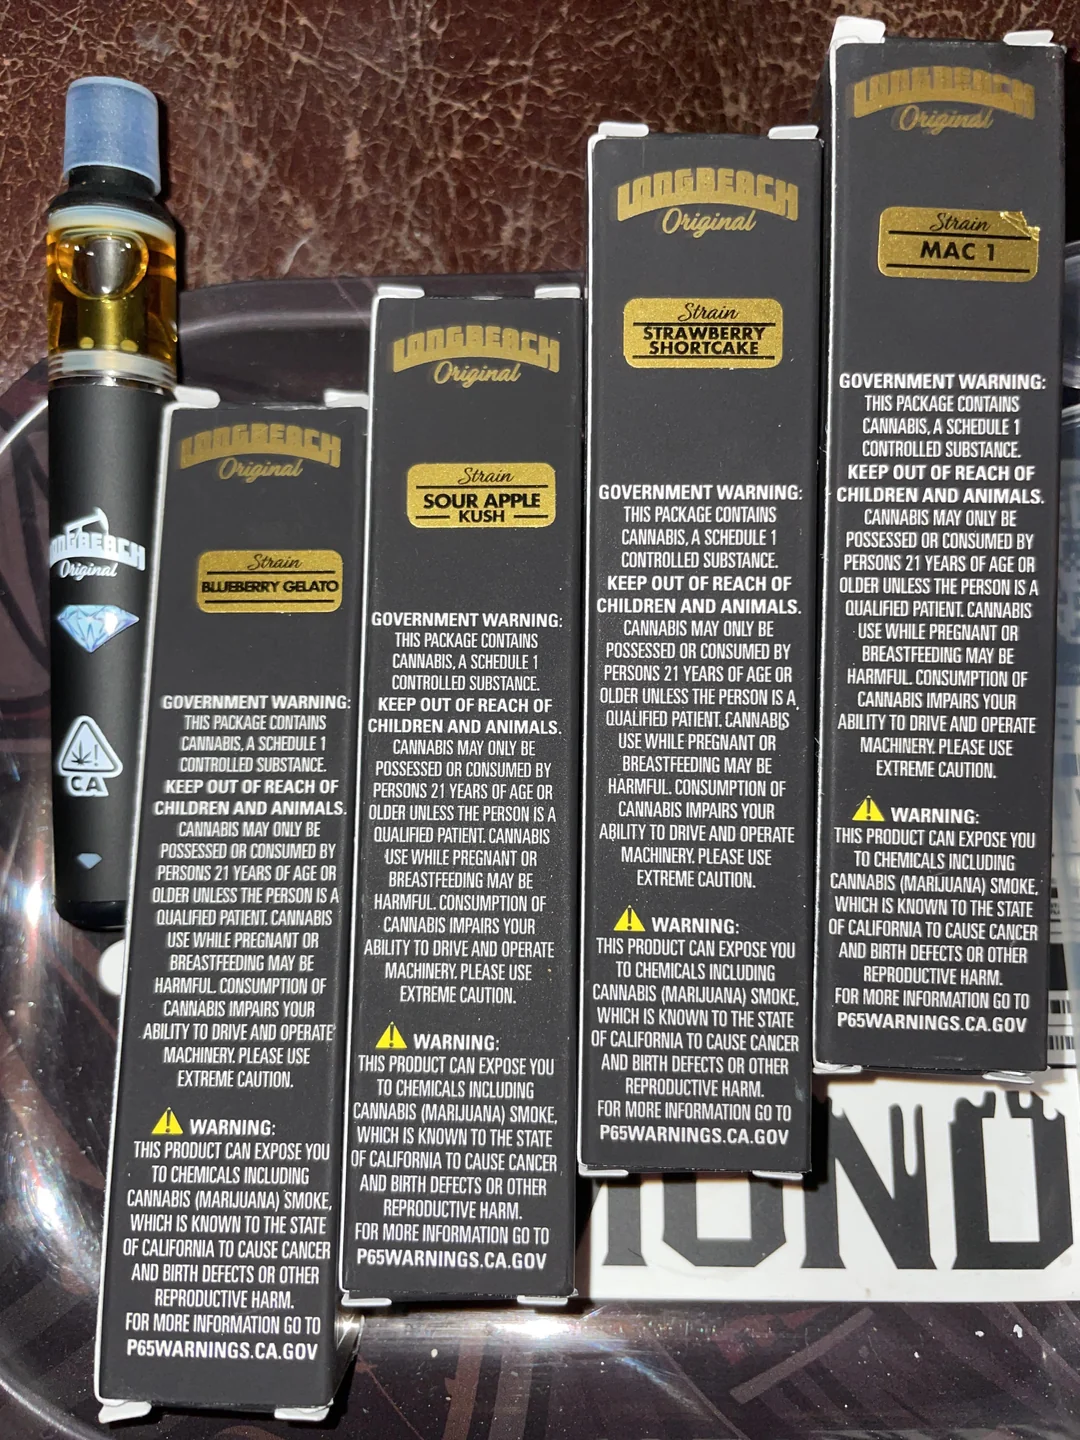 LONGBEACH
Original
CA
LONGBEACH
Original
Strain
BLUEBERRY GELATO
GOVERNMENT WARNING:
THIS PACKAGE CONTAINS
CANNABIS, A SCHEDULE 1
CONTROLLED SUBSTANCE.
KEEP OUT OF REACH OF
CHILDREN AND ANIMALS.
CANNABIS MAY ONLY BE
POSSESSED OR CONSUMED BY
PERSONS 21 YEARS OF AGE OR
OLDER UNLESS THE PERSON IS A
QUALIFIED PATIENT. CANNABIS
USE WHILE PREGNANT OR
BREASTFEEDING MAY BE
HARMFUL. CONSUMPTION OF
CANNABIS IMPAIRS YOUR
ABILITY TO DRIVE AND OPERATE
MACHINERY. PLEASE USE
EXTREME CAUTION.
WARNING:
THIS PRODUCT CAN EXPOSE YOU
TO CHEMICALS INCLUDING
CANNABIS (MARIJUANA) SMOKE,
WHICH IS KNOWN TO THE STATE
OF CALIFORNIA TO CAUSE CANCER
AND BIRTH DEFECTS OR OTHER
REPRODUCTIVE HARM.
FOR MORE INFORMATION GO TO
P65WARNINGS.CA.GOV
LONGBEACH
Original
Strain
SOUR APPLE
KUSH
GOVERNMENT WARNING:
THIS PACKAGE CONTAINS
CANNABIS, A SCHEDULE 1
CONTROLLED SUBSTANCE.
KEEP OUT OF REACH OF
CHILDREN AND ANIMALS.
CANNABIS MAY ONLY BE
POSSESSED OR CONSUMED BY
PERSONS 21 YEARS OF AGE OR
OLDER UNLESS THE PERSON IS A
QUALIFIED PATIENT. CANNABIS
USE WHILE PREGNANT OR
BREASTFEEDING MAY BE
HARMFUL. CONSUMPTION OF
CANNABIS IMPAIRS YOUR
ABILITY TO DRIVE AND OPERATE
MACHINERY. PLEASE USE
EXTREME CAUTION.
WARNING:
THIS PRODUCT CAN EXPOSE YOU
TO CHEMICALS INCLUDING
CANNABIS (MARIJUANA) SMOKE,
WHICH IS KNOWN TO THE STATE
OF CALIFORNIA TO CAUSE CANCER
AND BIRTH DEFECTS OR OTHER
REPRODUCTIVE HARM.
FOR MORE INFORMATION GO TO
P65WARNINGS.CA.GOV
LONGBEACH
Original
Strain
STRAWBERRY
SHORTCAKE
GOVERNMENT WARNING:
THIS PACKAGE CONTAINS
CANNABIS, A SCHEDULE 1
CONTROLLED SUBSTANCE.
KEEP OUT OF REACH OF
CHILDREN AND ANIMALS.
CANNABIS MAY ONLY BE
POSSESSED OR CONSUMED BY
PERSONS 21 YEARS OF AGE OR
OLDER UNLESS THE PERSON IS A
QUALIFIED PATIENT. CANNABIS
USE WHILE PREGNANT OR
BREASTFEEDING MAY BE
HARMFUL. CONSUMPTION OF
CANNABIS IMPAIRS YOUR
ABILITY TO DRIVE AND OPERATE
MACHINERY. PLEASE USE
EXTREME CAUTION.
WARNING:
THIS PRODUCT CAN EXPOSE YOU
TO CHEMICALS INCLUDING
CANNABIS (MARIJUANA) SMOKE,
WHICH IS KNOWN TO THE STATE
OF CALIFORNIA TO CAUSE CANCER
AND BIRTH DEFECTS OR OTHER
REPRODUCTIVE HARM.
FOR MORE INFORMATION GO TO
P65WARNINGS.CA.GOV
LONGBEACH
Original
Strain
MAC 1
GOVERNMENT WARNING:
THIS PACKAGE CONTAINS
CANNABIS, A SCHEDULE 1
CONTROLLED SUBSTANCE.
KEEP OUT OF REACH OF
CHILDREN AND ANIMALS.
CANNABIS MAY ONLY BE
POSSESSED OR CONSUMED BY
PERSONS 21 YEARS OF AGE OR
OLDER UNLESS THE PERSON IS A
QUALIFIED PATIENT. CANNABIS
USE WHILE PREGNANT OR
BREASTFEEDING MAY BE
HARMFUL. CONSUMPTION OF
CANNABIS IMPAIRS YOUR
ABILITY TO DRIVE AND OPERATE
MACHINERY. PLEASE USE
EXTREME CAUTION.
WARNING:
THIS PRODUCT CAN EXPOSE YOU
TO CHEMICALS INCLUDING
CANNABIS (MARIJUANA) SMOKE,
WHICH IS KNOWN TO THE STATE
OF CALIFORNIA TO CAUSE CANCER
AND BIRTH DEFECTS OR OTHER
REPRODUCTIVE HARM.
FOR MORE INFORMATION GO TO
P65WARNINGS.CA.GOV
OND